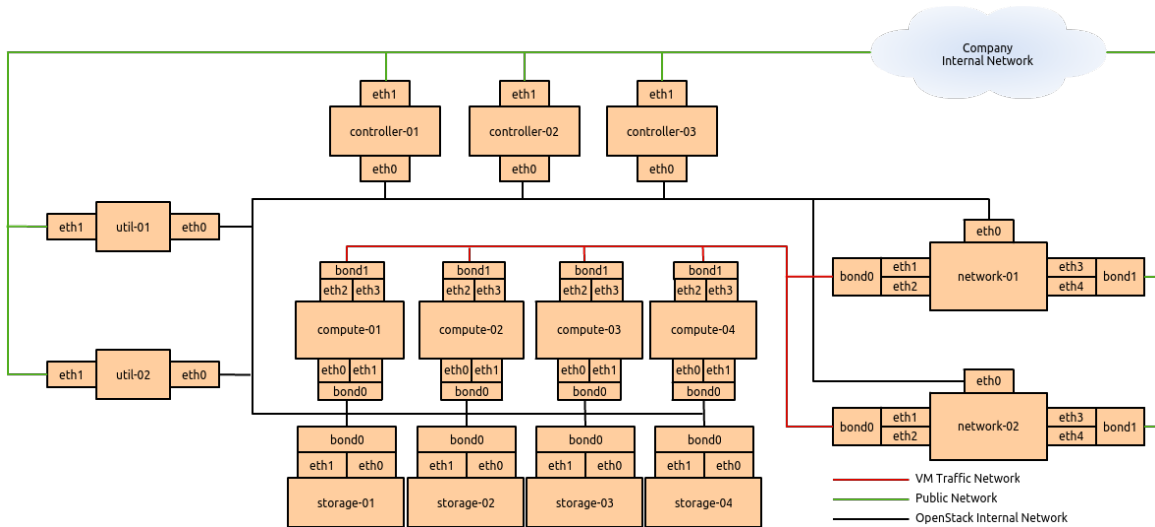 Company
Internal Network
eth1
eth1
eth1
controller-01
controller-02
controller-03
eth0
eth0
eth0
eth1
util-01
eth0
eth0
bond1
bond1
bond1
bond1
eth2
eth3
eth2
eth3
eth2
eth3
eth2
eth3
bond0
eth1
eth2
network-01
eth3
eth4
bond1
compute-01
compute-02
compute-03
compute-04
eth1
util-02
eth0
eth0
eth1
eth0
eth1
eth0
eth1
eth0
eth1
bond0
bond0
bond0
bond0
eth0
bond0
eth1
eth2
network-02
eth3
eth4
bond1
bond0
bond0
bond0
bond0
eth1
eth0
eth1
eth0
eth1
eth0
eth1
eth0
storage-01
storage-02
storage-03
storage-04
VM Traffic Network
Public Network
OpenStack Internal Network